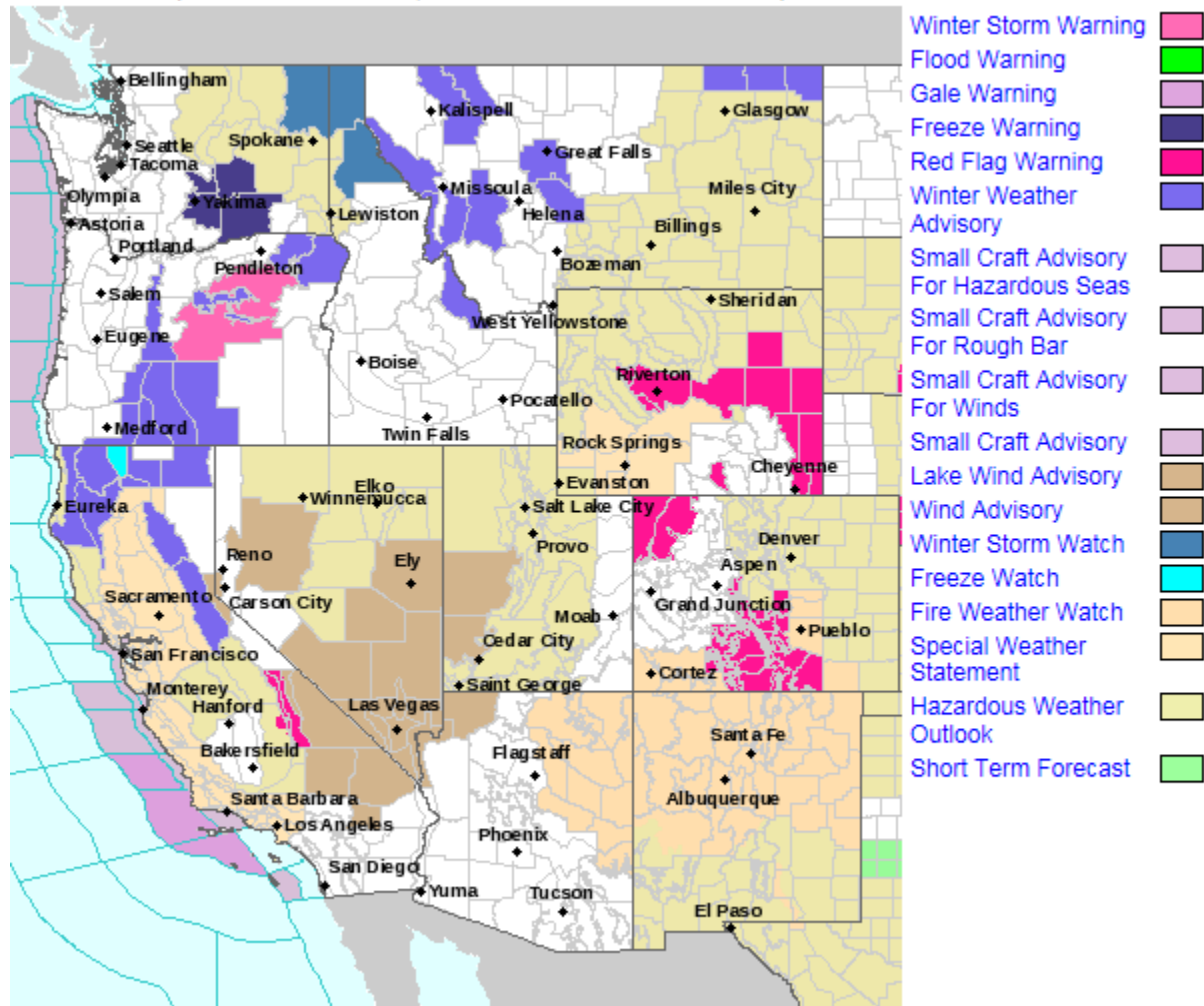 Winter Storm Warning
Flood Warning
Gale Warning
Freeze Warning
Red Flag Warning
Winter Weather
Advisory
Small Craft Advisory
For Hazardous Seas
Small Craft Advisory
For Rough Bar
Small Craft Advisory
For Winds
Small Craft Advisory
Lake Wind Advisory
Wind Advisory
Winter Storm Watch
Freeze Watch
Fire Weather Watch
Special Weather
Statement
Hazardous Weather
Outlook
Short Term Forecast
Bellingham
Kalispell
Glasgow
Spokane
Seattle
Great Falls
Tacoma
Missoula
Miles City
Olympia
Yakima
Lewiston
Helena
Astoria
Billings
Portland
Pendleton
Bozeman
Salem
Sheridan
West Yellowstone
Eugene
Boise
Riverton
Pocatello
Medford
Twin Falls
Rock Springs
Cheyenne
Evanston
Elko
Winnemucca
Eureka
Salt Lake City
Denver
Provo
Reno
Ely
Aspen
Sacramento
Carson City
Grand Junction
Moab
Pueblo
Cedar City
San Francisco
Cortez
Saint George
Monterey
Hanford
Las Vegas
Santa Fe
Bakersfield
Flagstaff
Santa Barbara
Albuquerque
Los Angeles
Phoenix
San Diego
Yuma
Tucson
El Paso